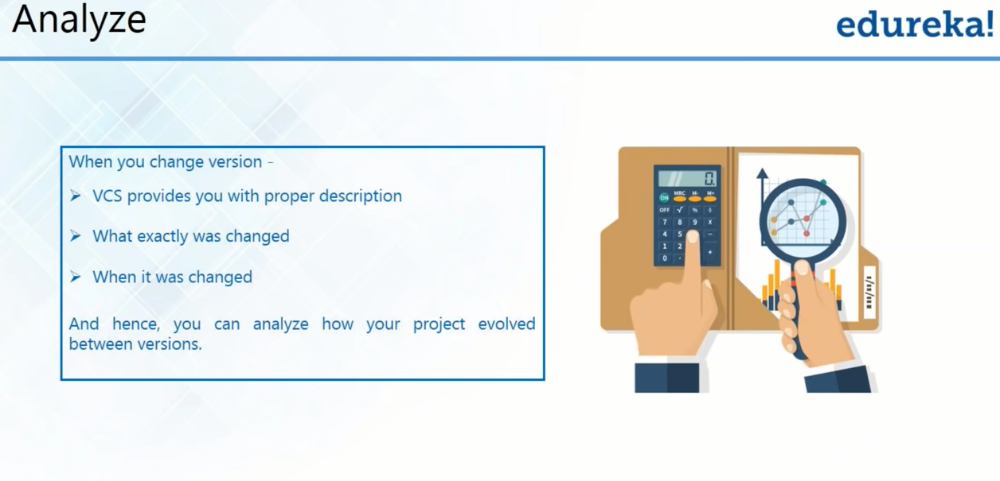 Analyze
edureka!
When you change version -
➢ VCS provides you with proper description
➢ What exactly was changed
➢ When it was changed
And hence, you can analyze how your project evolved
between versions.
0.
ON MRC M- M+
OFF √ % ÷
7 8 9 x
4 5 -
1 2 +
0 .